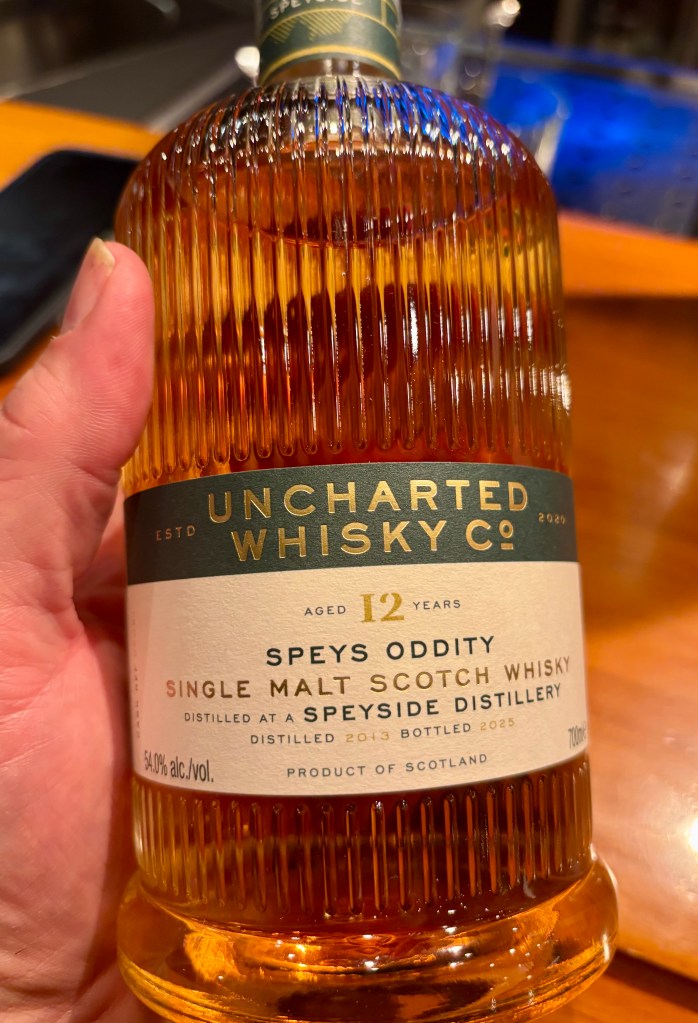 SPEYSIDE
ESTD UNCHARTED 2020
WHISKY Cº
AGED 12 YEARS
SPEYS ODDITY
SINGLE MALT SCOTCH WHISKY
DISTILLED AT A SPEYSIDE DISTILLERY
DISTILLED 2013 BOTTLED 2025
54.0% alc./vol.
700ml
PRODUCT OF SCOTLAND